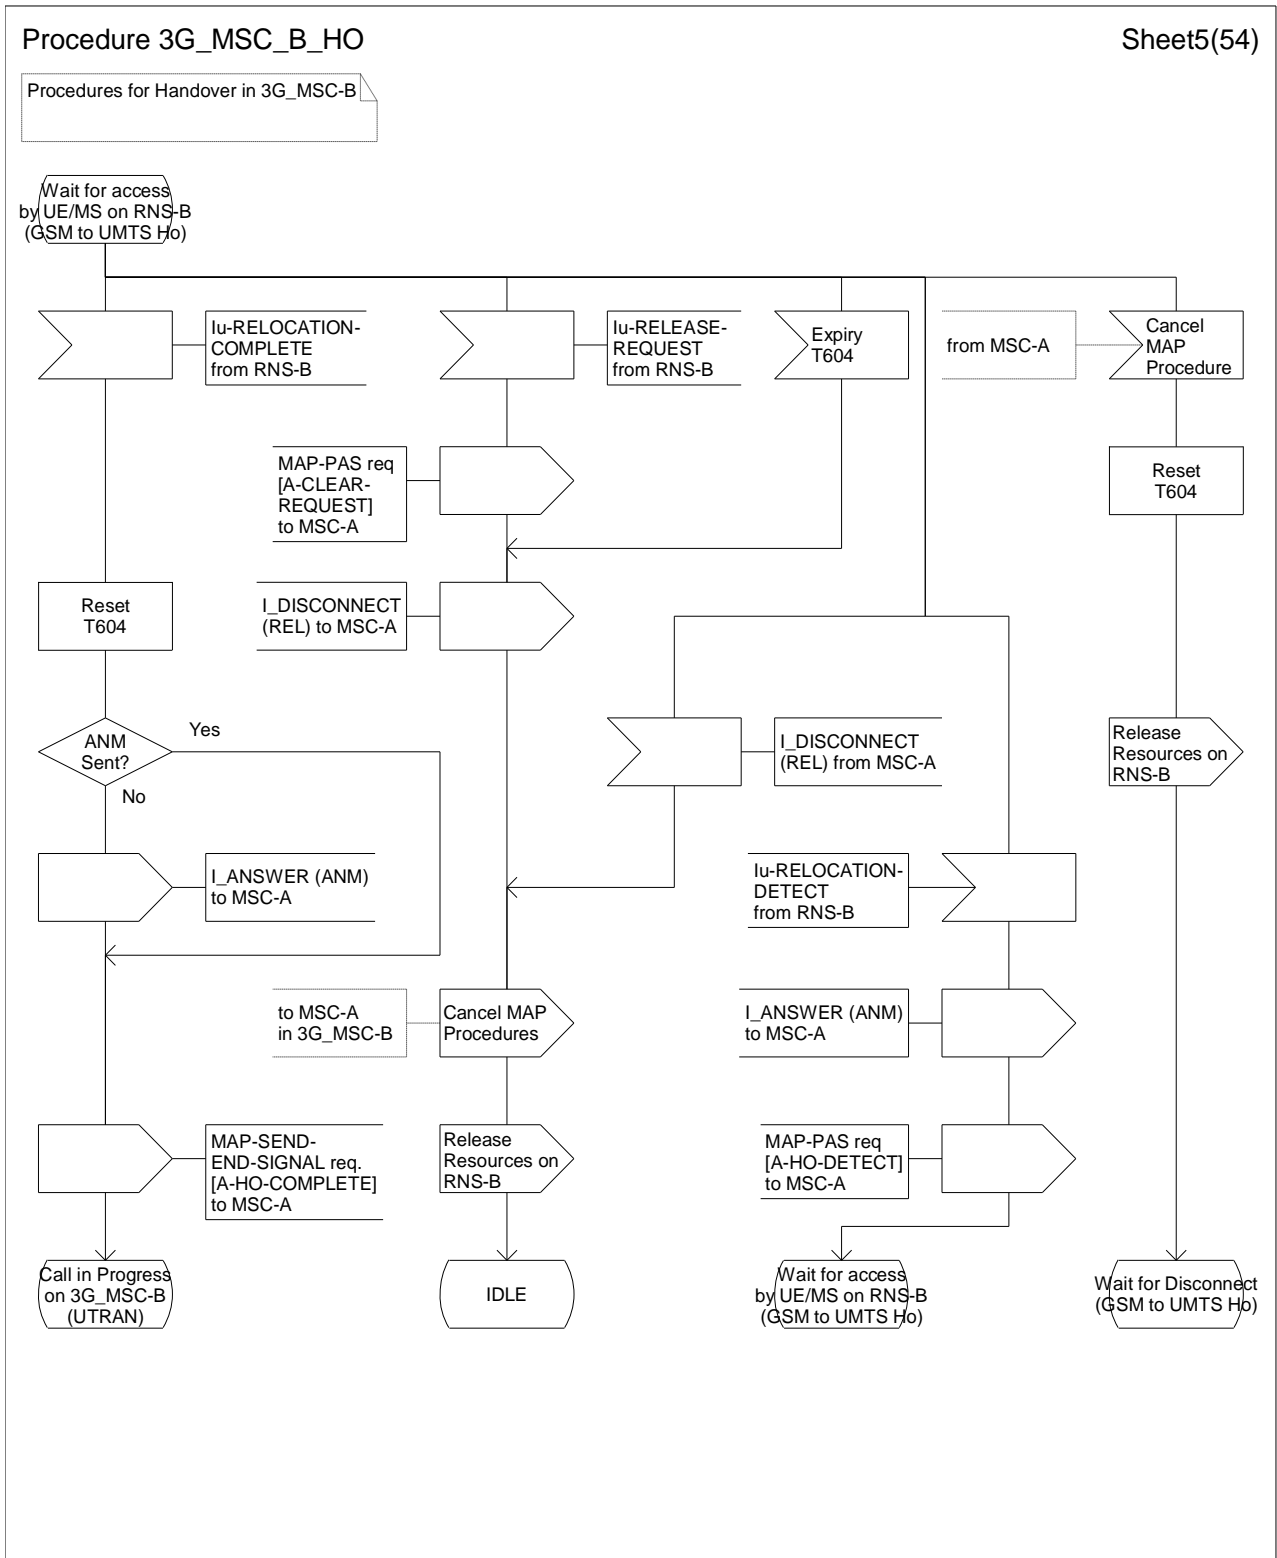 Procedure 3G_MSC_B_HO
Sheet5(54)
Procedures for Handover in 3G_MSC-B
Wait for access
by UE/MS on RNS-B
(GSM to UMTS Ho)
Iu-RELOCATION-
COMPLETE
from RNS-B
Iu-RELEASE-
REQUEST
from RNS-B
Expiry
T604
from MSC-A
Cancel
MAP
Procedure
MAP-PAS req
[A-CLEAR-
REQUEST]
to MSC-A
Reset
T604
Reset
T604
I_DISCONNECT
(REL) to MSC-A
ANM
Sent?
Yes
No
I_DISCONNECT
(REL) from MSC-A
Release
Resources on
RNS-B
I_ANSWER (ANM)
to MSC-A
Iu-RELOCATION-
DETECT
from RNS-B
to MSC-A
in 3G_MSC-B
Cancel MAP
Procedures
I_ANSWER (ANM)
to MSC-A
MAP-SEND-
END-SIGNAL req.
[A-HO-COMPLETE]
to MSC-A
Release
Resources on
RNS-B
MAP-PAS req
[A-HO-DETECT]
to MSC-A
Call in Progress
on 3G_MSC-B
(UTRAN)
IDLE
Wait for access
by UE/MS on RNS-B
(GSM to UMTS Ho)
Wait for Disconnect
(GSM to UMTS Ho)